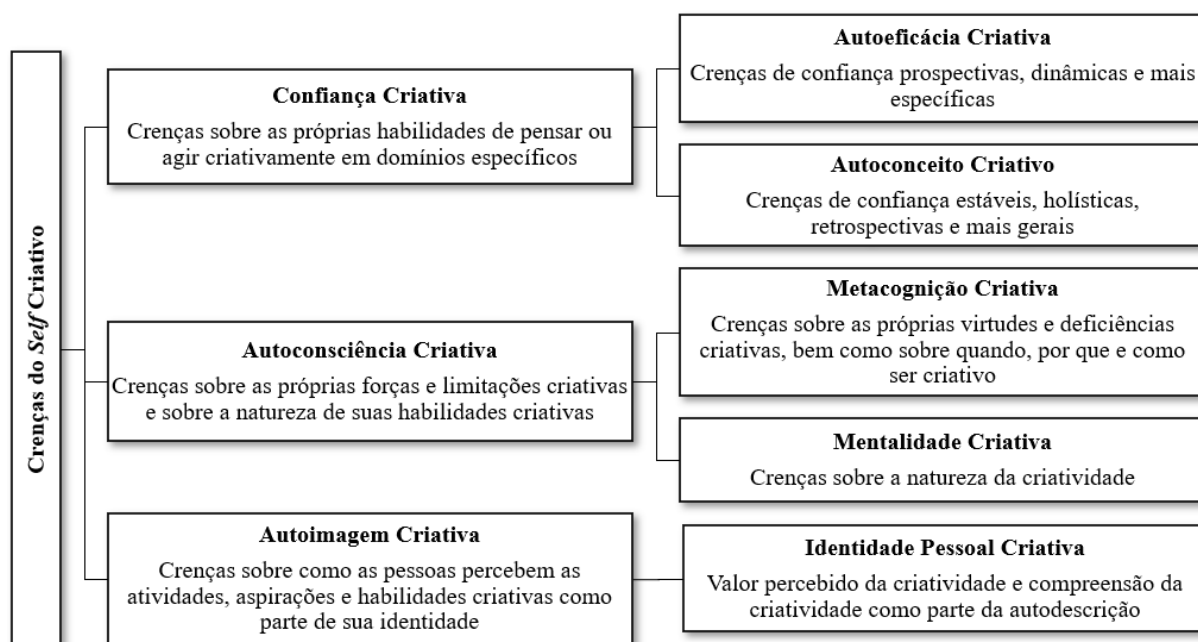 Crenças do Self Criativo
Confiança Criativa
Crenças sobre as próprias habilidades de pensar ou
agir criativamente em domínios específicos
Autoeficácia Criativa
Crenças de confiança prospectivas, dinâmicas e mais
específicas
Autoconceito Criativo
Crenças de confiança estáveis, holísticas,
retrospectivas e mais gerais
Autoconsciência Criativa
Crenças sobre as próprias forças e limitações criativas
e sobre a natureza de suas habilidades criativas
Metacognição Criativa
Crenças sobre as próprias virtudes e deficiências
criativas, bem como sobre quando, por que e como
ser criativo
Mentalidade Criativa
Crenças sobre a natureza da criatividade
Autoimagem Criativa
Crenças sobre como as pessoas percebem as
atividades, aspirações e habilidades criativas como
parte de sua identidade
Identidade Pessoal Criativa
Valor percebido da criatividade e compreensão da
criatividade como parte da autodescrição